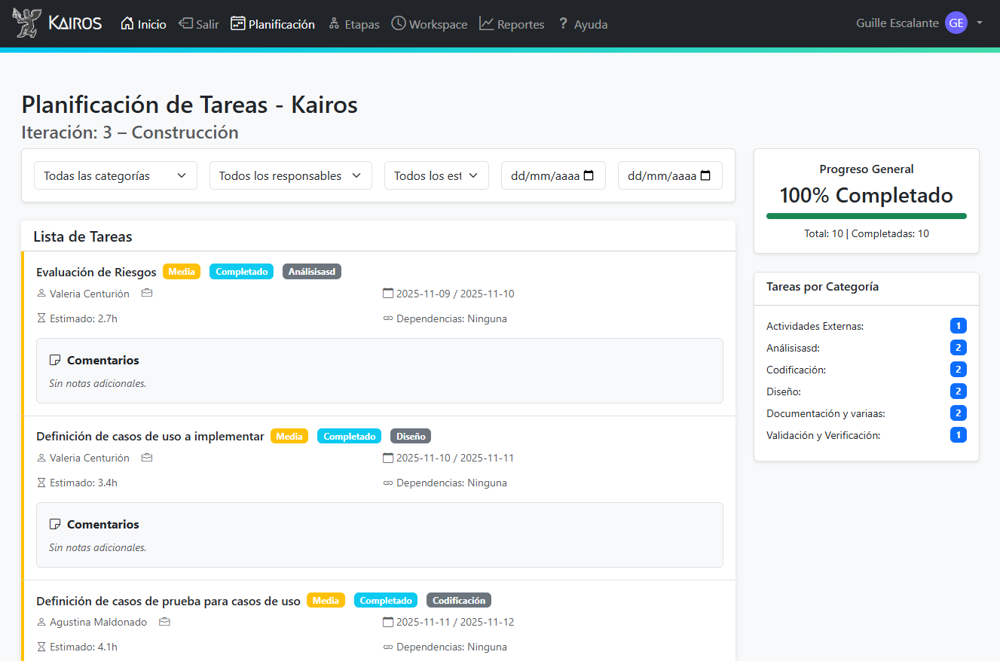 KAIROS Inicio Salir Planificación Etapas Workspace Reportes ? Ayuda Guille Escalante GE
Planificación de Tareas - Kairos
Iteración: 3 – Construcción
Todas las categorías Todos los responsables Todos los est dd/mm/aaaa dd/mm/aaaa
Lista de Tareas
Evaluación de Riesgos Media Completado Análisisasd
Valeria Centurión 2025-11-09 / 2025-11-10
Estimado: 2.7h Dependencias: Ninguna
Comentarios
Sin notas adicionales.
Definición de casos de uso a implementar Media Completado Diseño
Valeria Centurión 2025-11-10 / 2025-11-11
Estimado: 3.4h Dependencias: Ninguna
Comentarios
Sin notas adicionales.
Definición de casos de prueba para casos de uso Media Completado Codificación
Agustina Maldonado 2025-11-11 / 2025-11-12
Estimado: 4.1h Dependencias: Ninguna
Progreso General
100% Completado
Total: 10 | Completadas: 10
Tareas por Categoría
Actividades Externas: 1
Análisisasd: 2
Codificación: 2
Diseño: 2
Documentación y variaas: 2
Validación y Verificación: 1